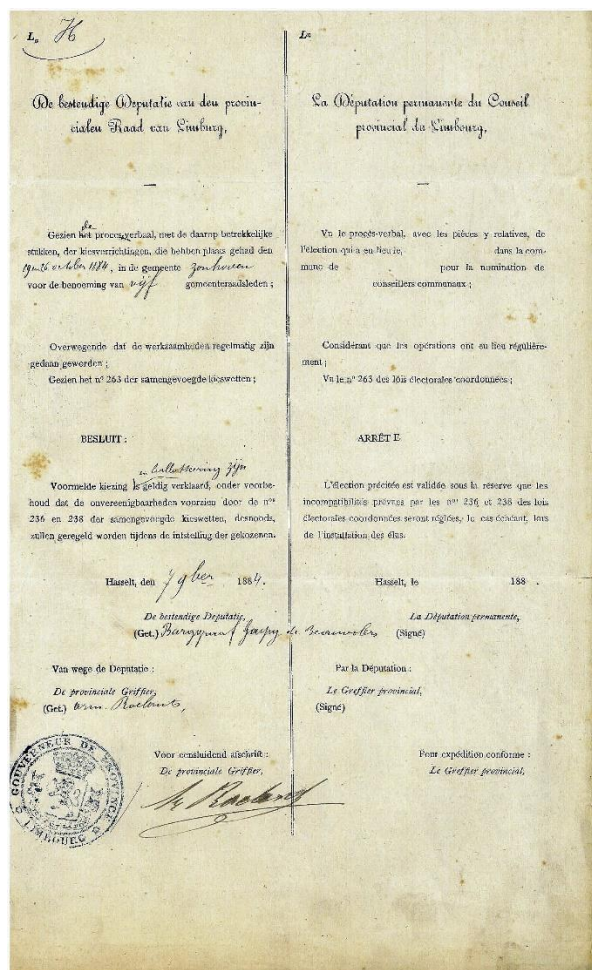 L. H
De bestendige Deputatie van den provin-
cialen Raad van Limburg,
de
Gezien het proces-verbaal, met de daarop betrekkelijke
stukken, der kiesverrichtingen, die hebben plaats gehad den
october 1884, in de gemeente Zonhoven
voor de benoeming van vijf gemeenteraadsleden ;
Overwegende dat de werkzaamheden regelmatig zijn
gedaan geworden ;
Gezien het nº 263 der samengevoegde kieswetten ;
BESLUIT :
en ballotteering zijn
Voormelde kiezing is geldig verklaard, onder voorbe-
houd dat de onvereenigbaarheden voorzien door de nrs
236 en 238 der samengevoegde kieswetten, desnoods,
zullen geregeld worden tijdens de intstelling der gekozenen.
Hasselt, den 7 9ber 1884.
De bestendige Deputatie,
(Get.) Burggraaf de
Van wege de Deputatie :
De provinciale Griffier,
(Get.) Roelants,
Voor eensluidend afschrift :
De provinciale Griffier,
Roelants
GOUVERNEUR DE PROVINCE
LIMBOURG
Lª
La Députation permanente du Conseil
provincial du Limbourg,
Vu le procès-verbal, avec les pièces y relatives, de
l'élection qui a eu lieu le, dans la com-
mune de pour la nomination de
conseillers communaux ;
Considérant que les opérations ont eu lieu régulière-
ment ;
Vu le nº 263 des lois électorales coordonnées ;
ARRÊTE
L'élection précitée est validée sous la réserve que les
incompatibilités prévues par les nos 236 et 238 des lois
électorales coordonnées seront réglées, le cas échéant, lors
de l'installation des élus.
Hasselt, le 188 .
La Députation permanente,
(Signé)
Par la Députation :
Le Greffier provincial,
(Signé)
Pour expédition conforme :
Le Greffier provincial,